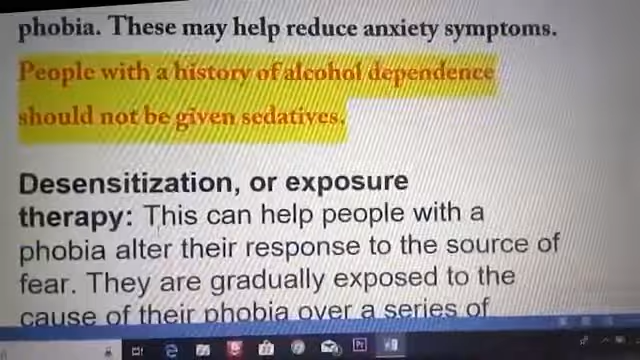 phobia. These may help reduce anxiety symptoms.
People with a history of alcohol dependence
should not be given sedatives.
Desensitization, or exposure
therapy: This can help people with a
phobia alter their response to the source of
fear. They are gradually exposed to the
cause of their phobia over a series of